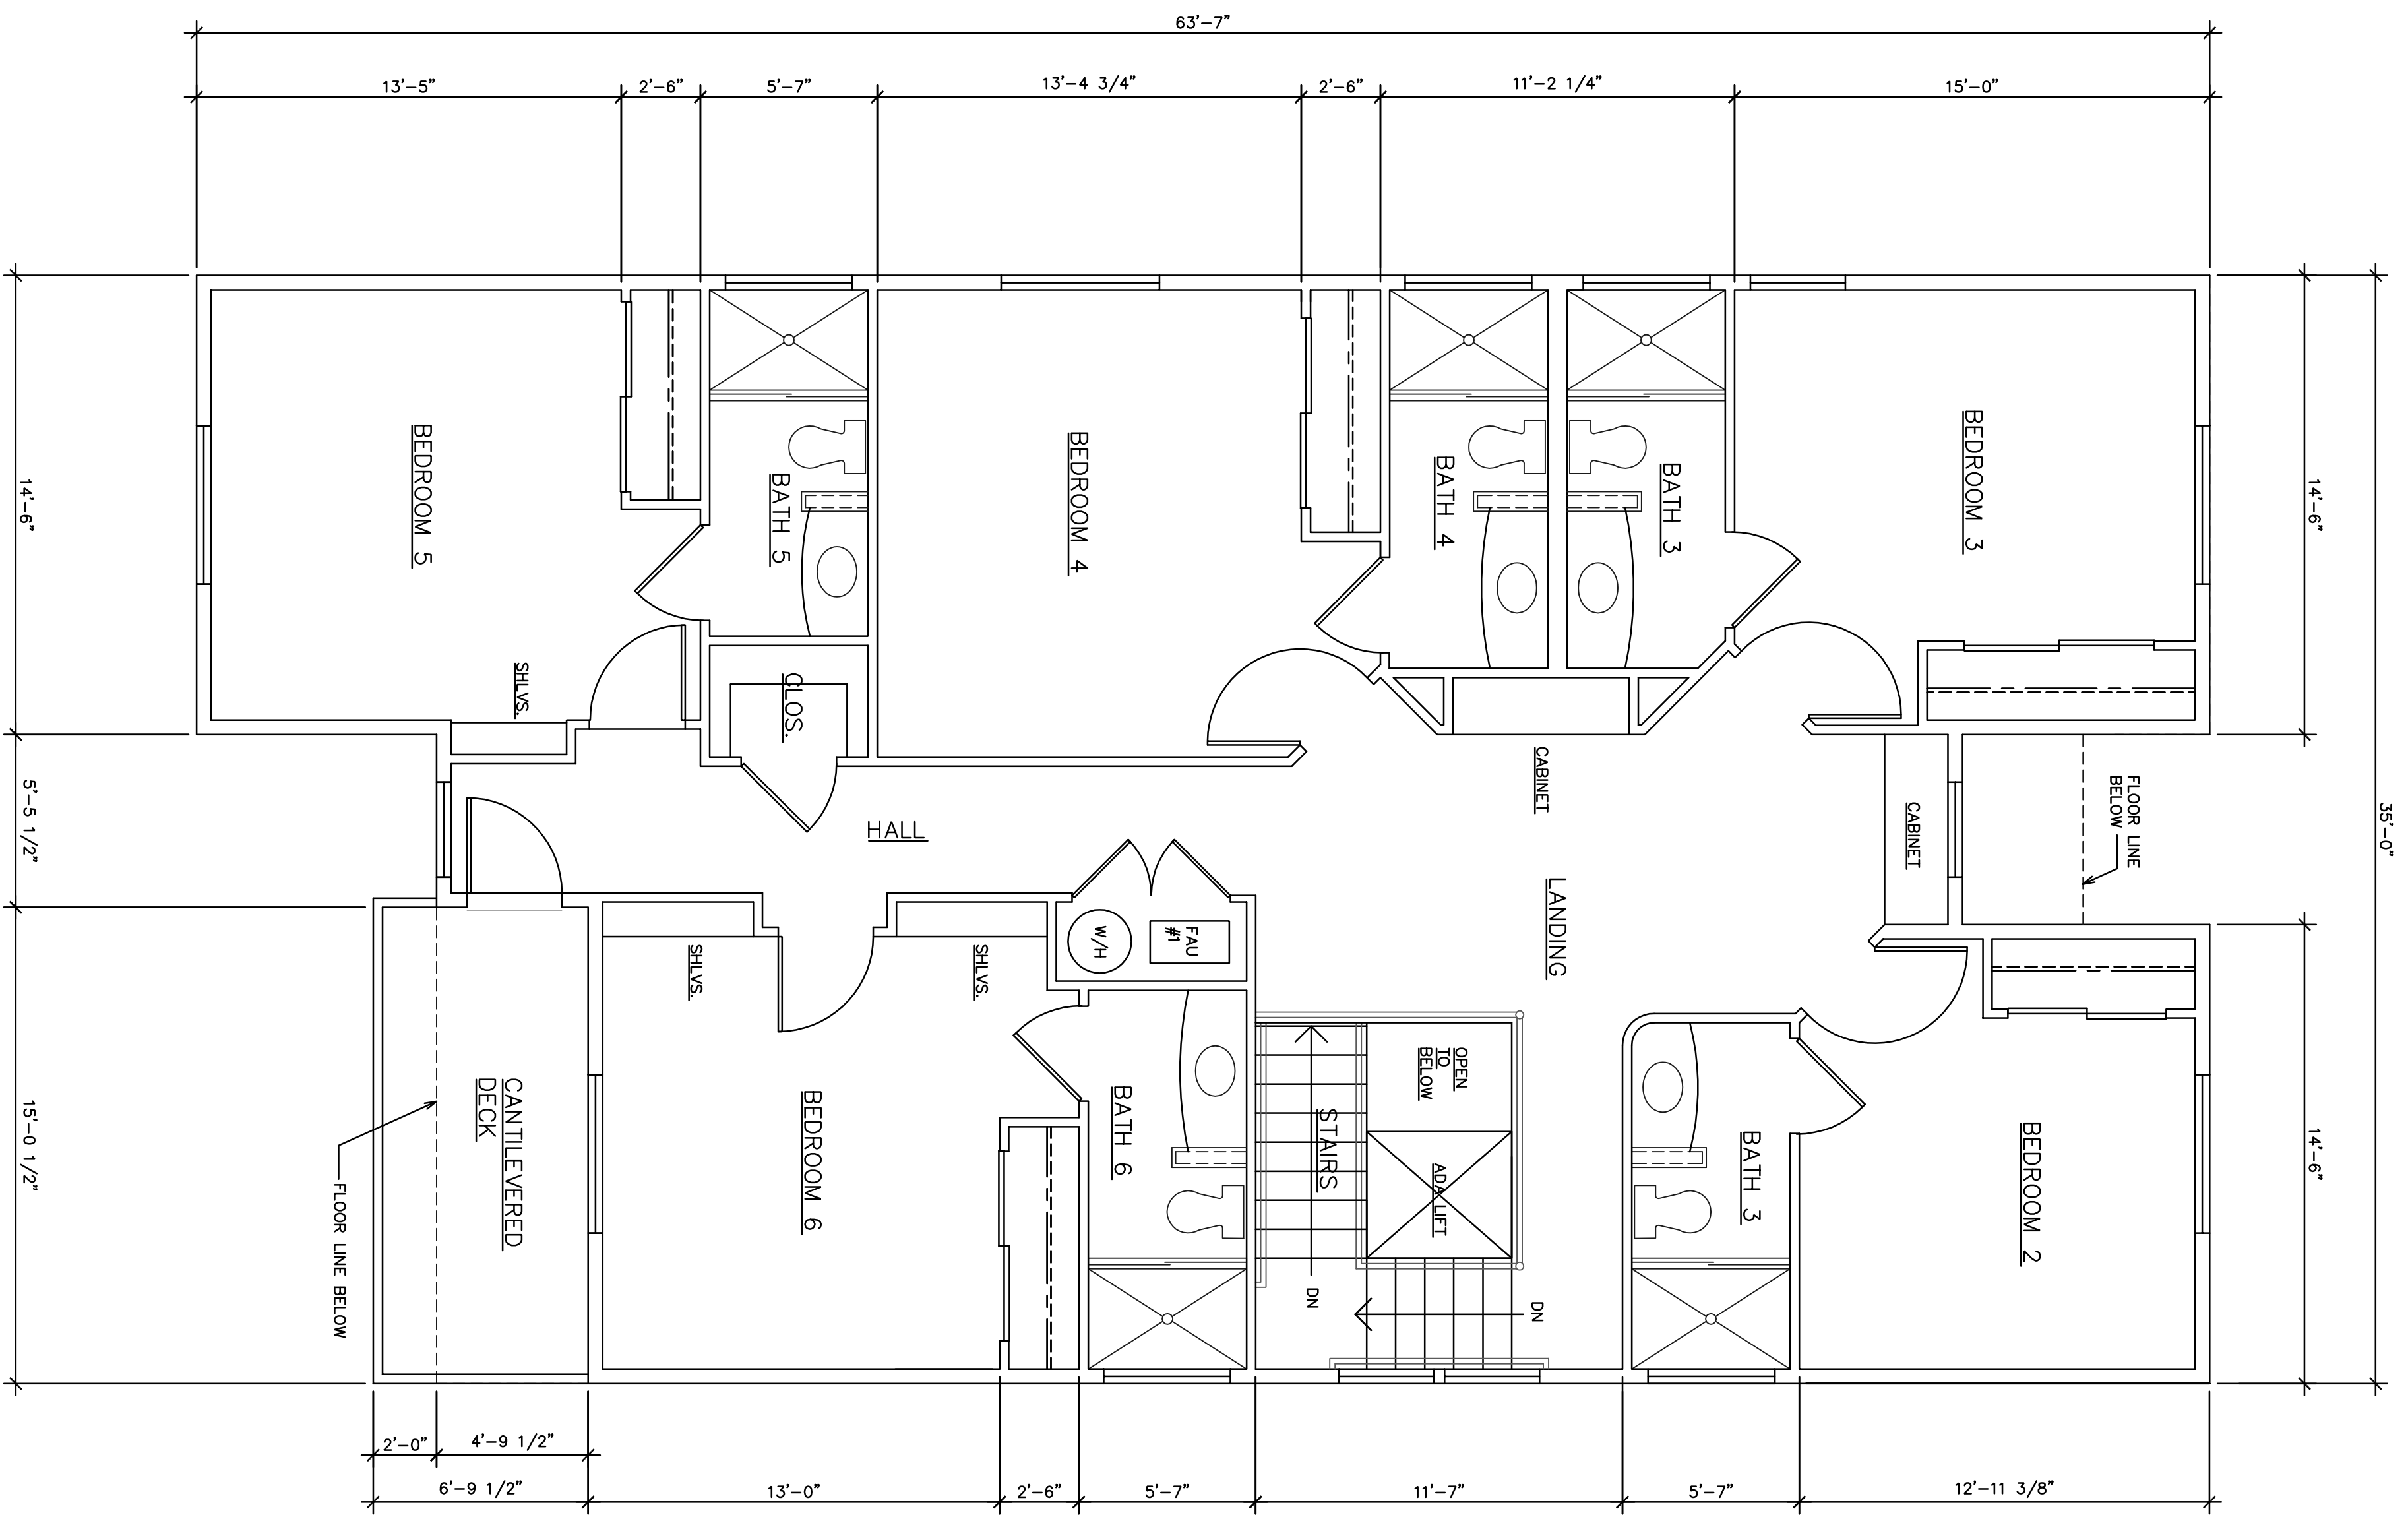 63'-7"
13'-5"
2'-6"
5'-7"
13'-4 3/4"
2'-6"
11'-2 1/4"
15'-0"
14'-6"
5'-5 1/2"
15'-0 1/2"
14'-6"
35'-0"
14'-6"
BEDROOM 5
BATH 5
BEDROOM 4
BATH 4
BATH 3
BEDROOM 3
SHLVS.
CLOS.
CABINET
CABINET
FLOOR LINE
BELOW
HALL
LANDING
W/H
FAU
#1
SHLVS.
SHLVS.
CANTILEVERED
DECK
FLOOR LINE BELOW
BEDROOM 6
BATH 6
STAIRS
OPEN
TO
BELOW
ADA LIFT
DN
DN
BATH 3
BEDROOM 2
2'-0"
4'-9 1/2"
6'-9 1/2"
13'-0"
2'-6"
5'-7"
11'-7"
5'-7"
12'-11 3/8"